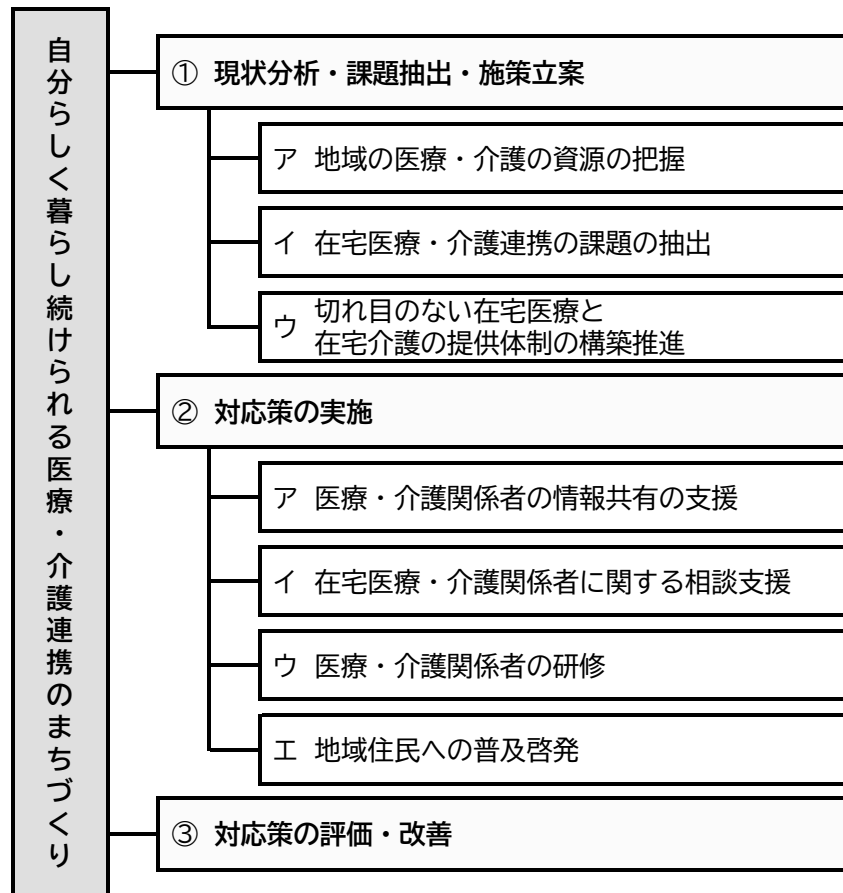 自分らしく暮らし続けられる医療・介護連携のまちづくり
① 現状分析・課題抽出・施策立案
ア 地域の医療・介護の資源の把握
イ 在宅医療・介護連携の課題の抽出
ウ 切れ目のない在宅医療と
在宅介護の提供体制の構築推進
② 対応策の実施
ア 医療・介護関係者の情報共有の支援
イ 在宅医療・介護関係者に関する相談支援
ウ 医療・介護関係者の研修
エ 地域住民への普及啓発
③ 対応策の評価・改善